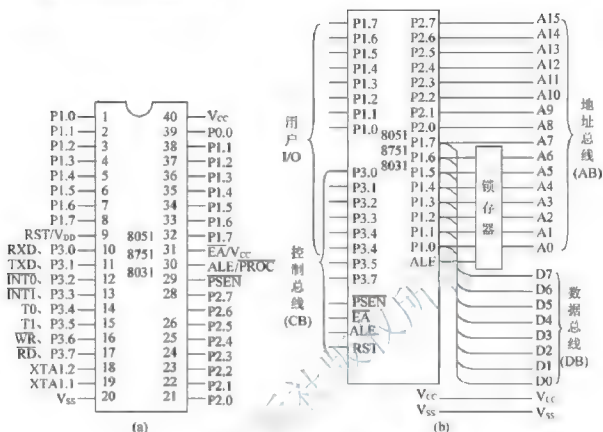 P1.0 1 40 VCC
P1.1 2 39 P0.0
P1.2 3 38 P1.1
P1.3 4 37 P1.2
P1.4 5 36 P1.3
P1.5 6 35 P1.4
P1.6 7 34 P1.5
P1.7 8 33 P1.6
RST/VDD 9 8051 32 P1.7
RXD、P3.0 10 8751 31 EA/VCC
TXD、P3.1 11 8031 30 ALE/PROC
INT0、P3.2 12 29 PSEN
INT1、P3.3 13 28 P2.7
T0、P3.4 14 P2.6
T1、P3.5 15 26 P2.5
WR、P3.6 16 25 P2.4
RD、P3.7 17 24 P2.3
XTA1.2 18 23 P2.2
XTA1.1 19 22 P2.1
VSS 20 21 P2.0
(a)
用户
I/O
控制总线
(CB)
P1.7 P2.7 A15
P1.6 P2.6 A14
P1.5 P2.5 A13
P1.4 P2.4 A12
P1.3 P2.3 A11
P1.2 P2.2 A10
P1.1 P2.1 A9
P1.0 P2.0 A8
8051
8751
8031
P1.7 A7
P1.6 A6
P3.0 P1.5 A5
P3.1 P1.4 A4
P3.2 P1.3 A3
P3.3 P1.2 A2
P3.4 P1.1 A1
P3.4 P1.0 A0
P3.5 ALE
P3.7
PSEN
EA
ALE
RST
锁存器
D7
D6
D5
D4
D3
D2
D1
D0
VCC VCC
VSS VSS
地址总线
(AB)
数据总线
(DB)
(b)